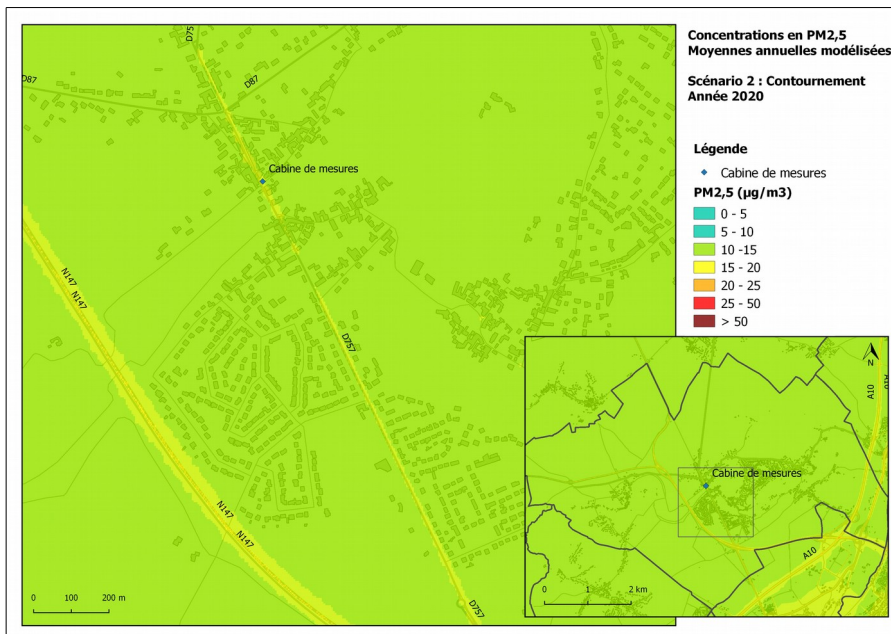 Concentrations en PM2,5
Moyennes annuelles modélisées
Scénario 2 : Contournement
Année 2020
Légende
Cabine de mesures
PM2,5 (µg/m3)
0 - 5
5 - 10
10 -15
15 - 20
20 - 25
25 - 50
> 50
D75
D87
D87
Cabine de mesures
N147
N147
D757
N147
N147
D757
0 100 200 m
N
A10
A10
Cabine de mesures
A10
0 1 2 km